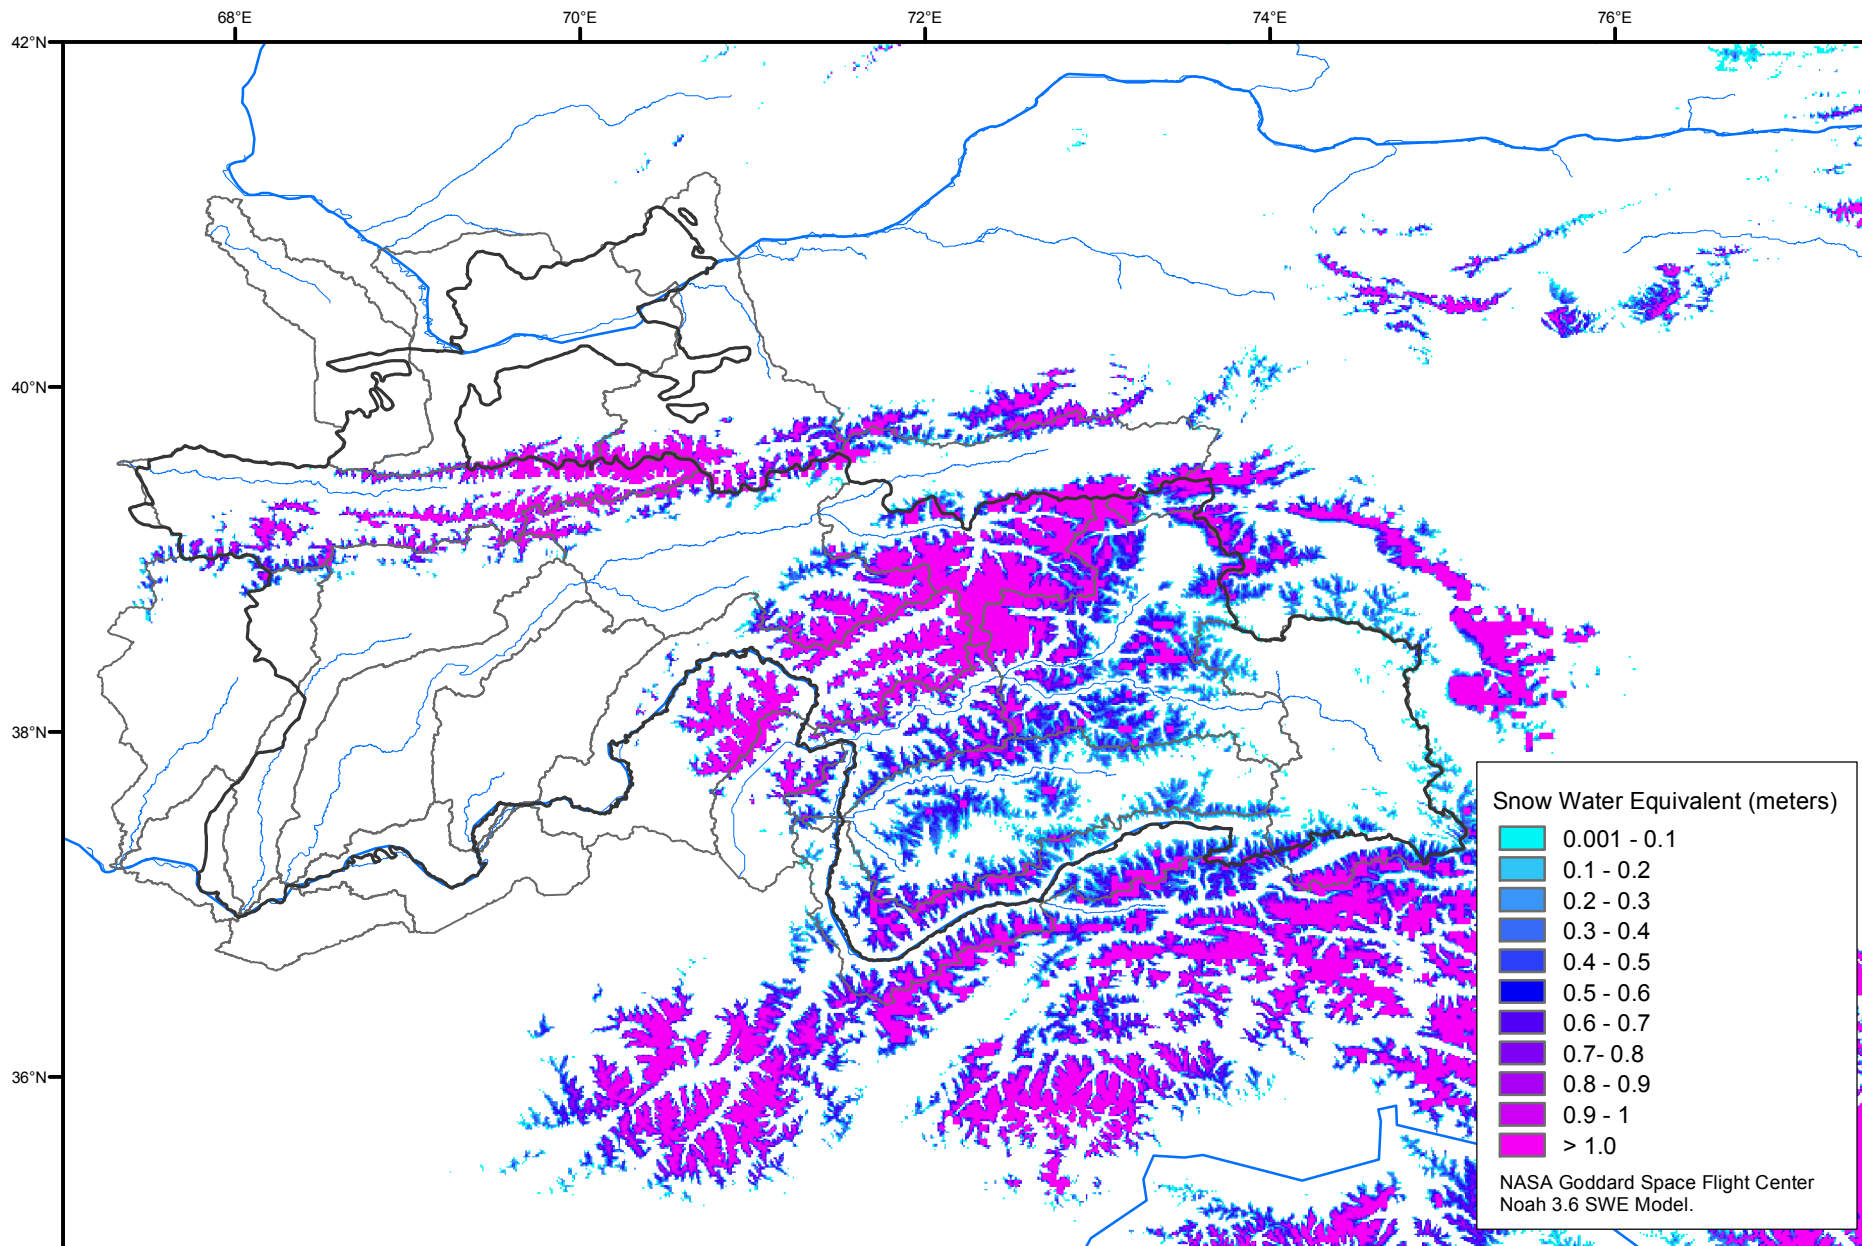 68°E 70°E 72°E 74°E 76°E
42°N
40°N
38°N
36°N
Snow Water Equivalent (meters)
0.001 - 0.1
0.1 - 0.2
0.2 - 0.3
0.3 - 0.4
0.4 - 0.5
0.5 - 0.6
0.6 - 0.7
0.7- 0.8
0.8 - 0.9
0.9 - 1
> 1.0
NASA Goddard Space Flight Center
Noah 3.6 SWE Model.